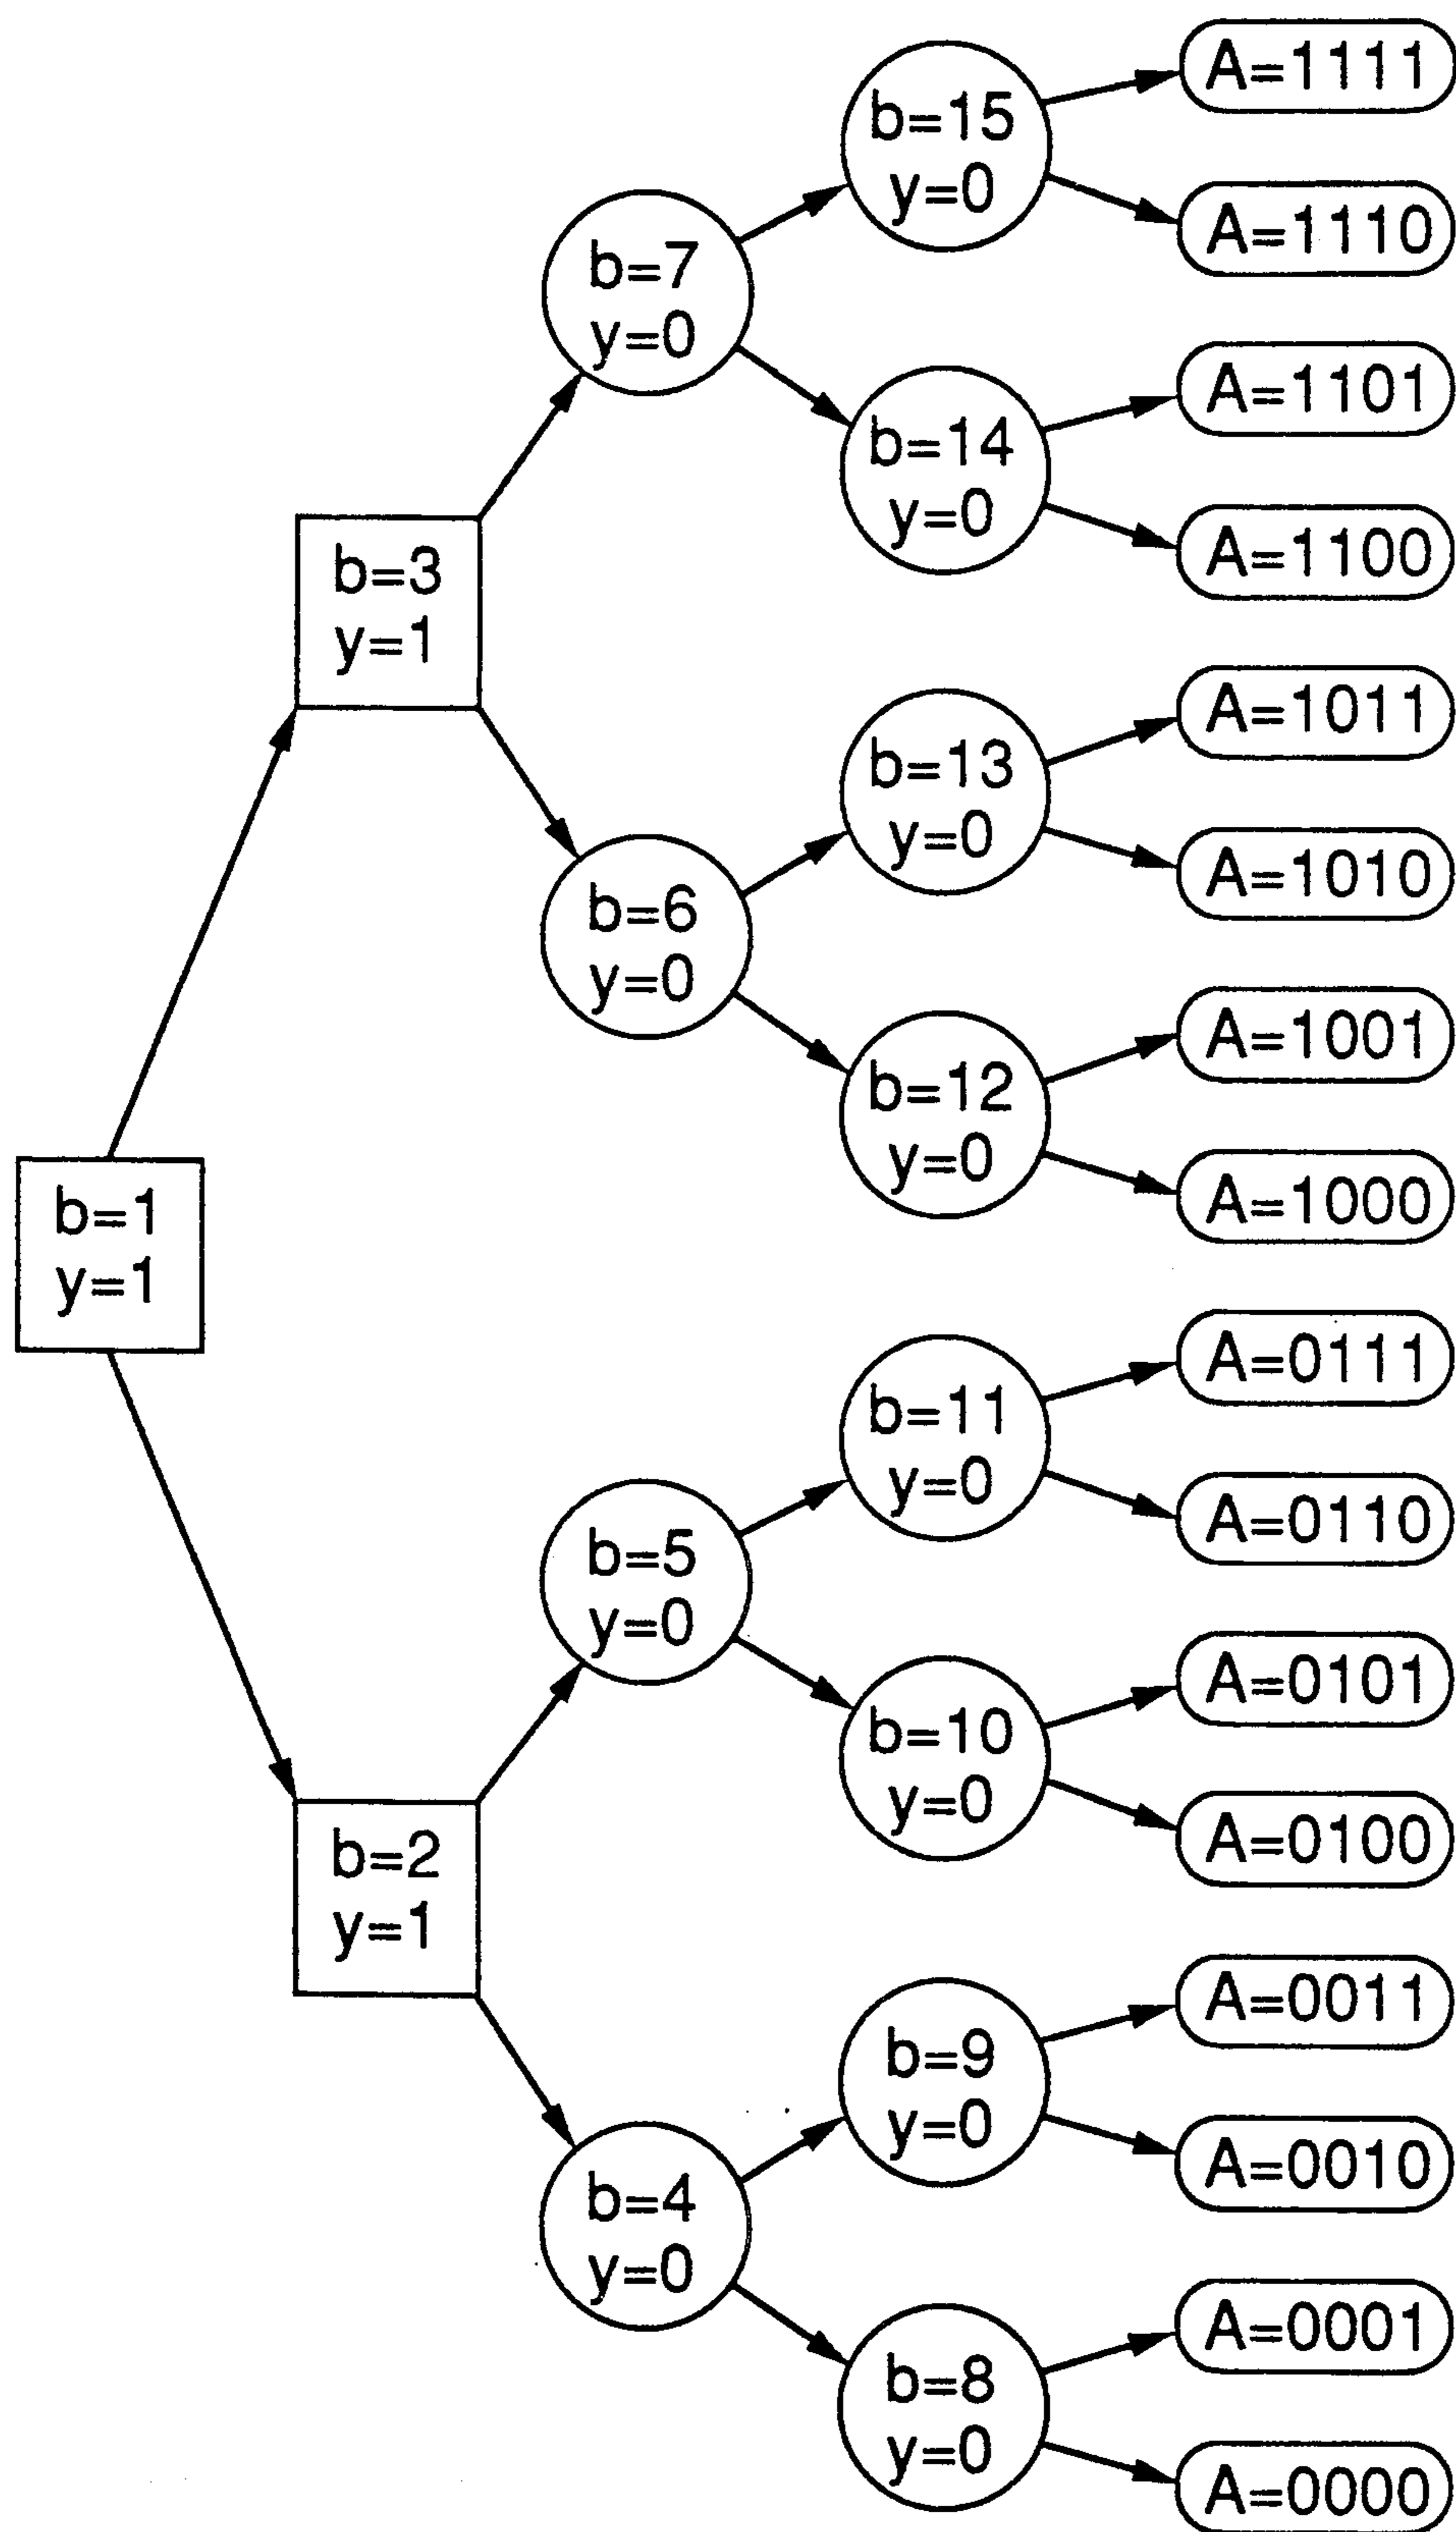 A=1111
b=15
y=0
A=1110
b=7
y=0
A=1101
b=14
y=0
A=1100
b=3
y=1
A=1011
b=13
y=0
A=1010
b=6
y=0
A=1001
b=12
y=0
A=1000
b=1
y=1
A=0111
b=11
y=0
A=0110
b=5
y=0
A=0101
b=10
y=0
A=0100
b=2
y=1
A=0011
b=9
y=0
A=0010
b=4
y=0
A=0001
b=8
y=0
A=0000